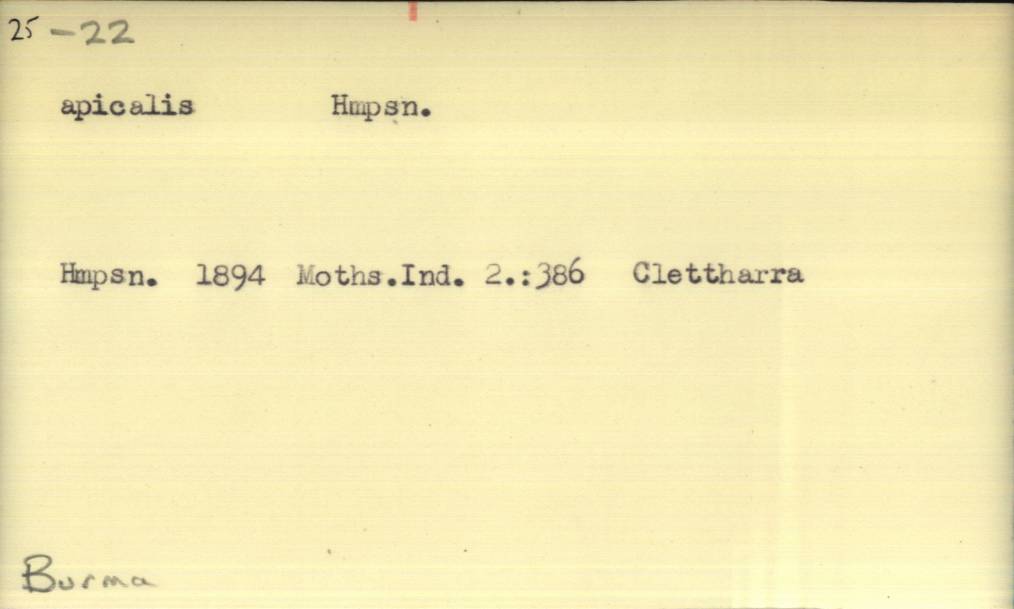 25 - 22
apicalis Hmpsn.
Hmpsn. 1894 Moths.Ind. 2.:386 Clettharra
Burma